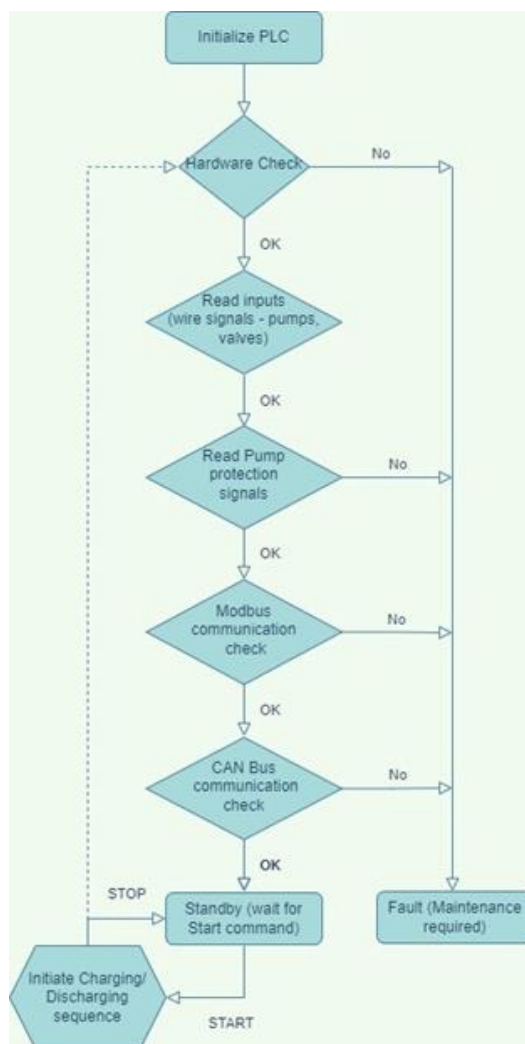 Initialize PLC
Hardware Check
No
OK
Read inputs
(wire signals - pumps,
valves)
OK
Read Pump
protection
signals
No
OK
Modbus
communication
check
No
OK
CAN Bus
communication
check
No
OK
STOP
Standby (wait for
Start command)
Fault (Maintenance
required)
Initiate Charging/
Discharging
sequence
START